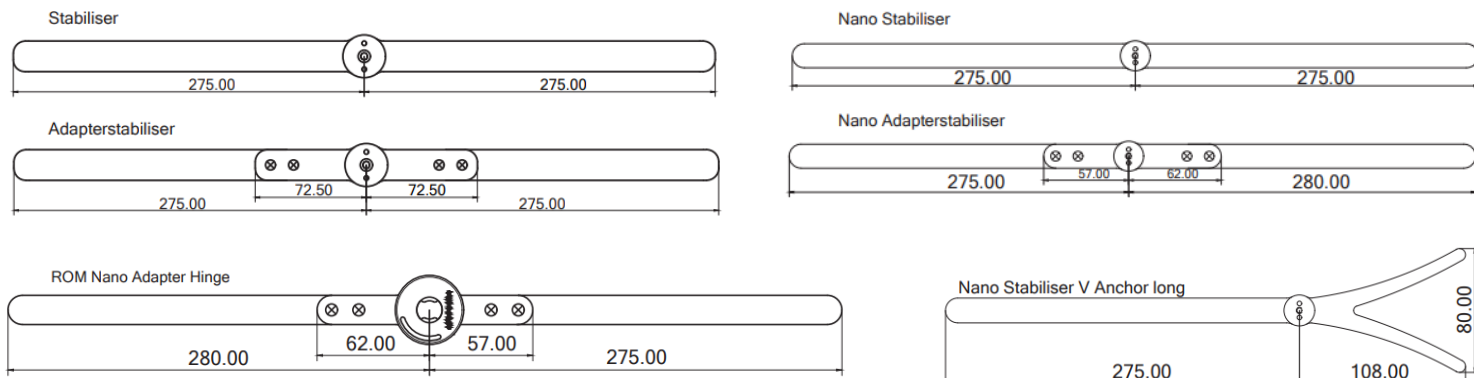 Stabiliser
275.00 275.00
Nano Stabiliser
275.00 275.00
Adapterstabiliser
72.50 72.50
275.00 275.00
Nano Adapterstabiliser
57.00 62.00
275.00 280.00
ROM Nano Adapter Hinge
62.00 57.00
280.00 275.00
Nano Stabiliser V Anchor long
80.00
275.00 108.00